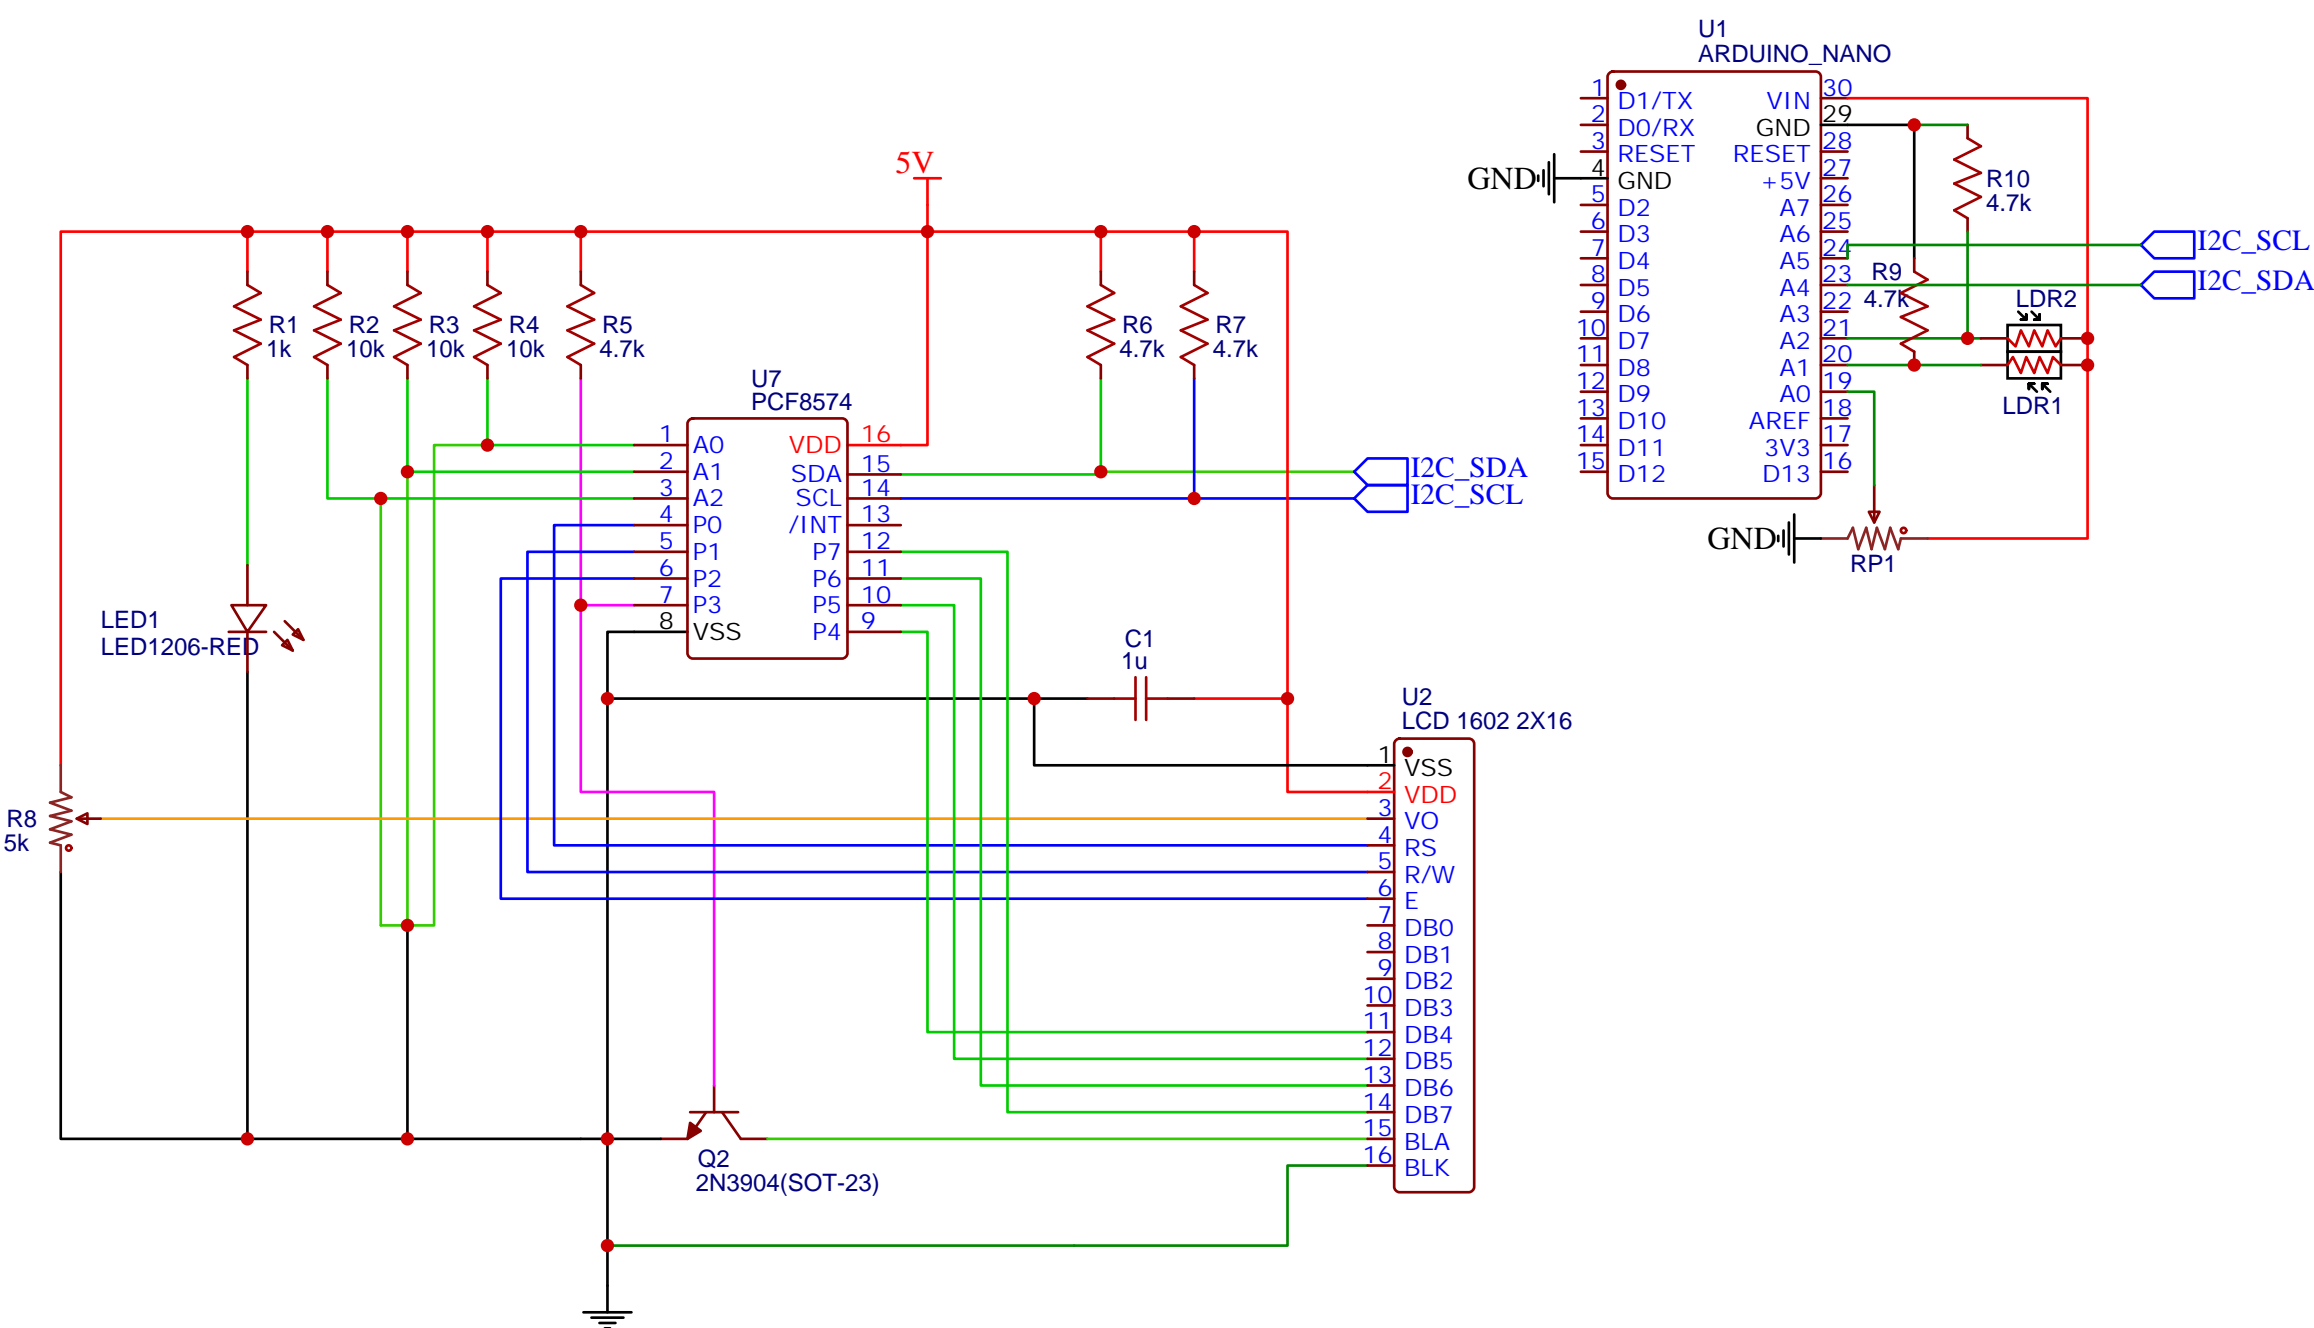 U1
ARDUINO_NANO
1 D1/TX VIN 30
2 D0/RX GND 29
3 RESET RESET 28
4 GND +5V 27
5 D2 A7 26
6 D3 A6 25
7 D4 A5 24
8 D5 A4 23
9 D6 A3 22
10 D7 A2 21
11 D8 A1 20
12 D9 A0 19
13 D10 AREF 18
14 D11 3V3 17
15 D12 D13 16
GND
R10
4.7k
I2C_SCL
I2C_SDA
R9
4.7k
LDR2
LDR1
GND
RP1
5V
R1
1k
R2
10k
R3
10k
R4
10k
R5
4.7k
R6
4.7k
R7
4.7k
U7
PCF8574
1 A0 VDD 16
2 A1 SDA 15
3 A2 SCL 14
4 P0 /INT 13
5 P1 P7 12
6 P2 P6 11
7 P3 P5 10
8 VSS P4 9
I2C_SDA
I2C_SCL
LED1
LED1206-RED
C1
1u
U2
LCD 1602 2X16
1 VSS
2 VDD
3 VO
4 RS
5 R/W
6 E
7 DB0
8 DB1
9 DB2
10 DB3
11 DB4
12 DB5
13 DB6
14 DB7
15 BLA
16 BLK
R8
5k
Q2
2N3904(SOT-23)